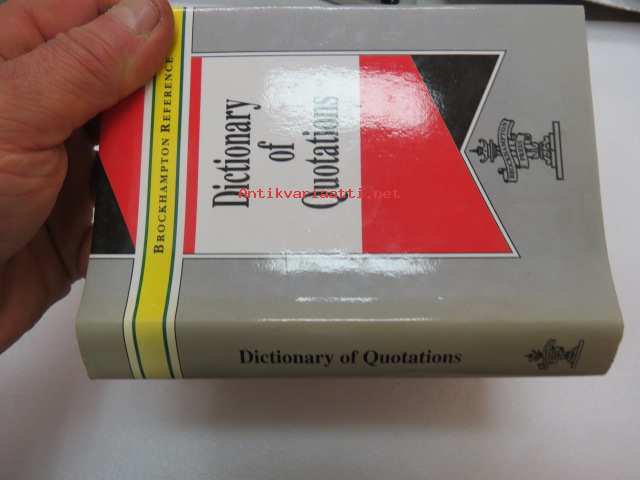 BROCKHAMPTON REFERENCE
Dictionary
of
Quotations
Antikvariaatti.net
Dictionary of Quotations